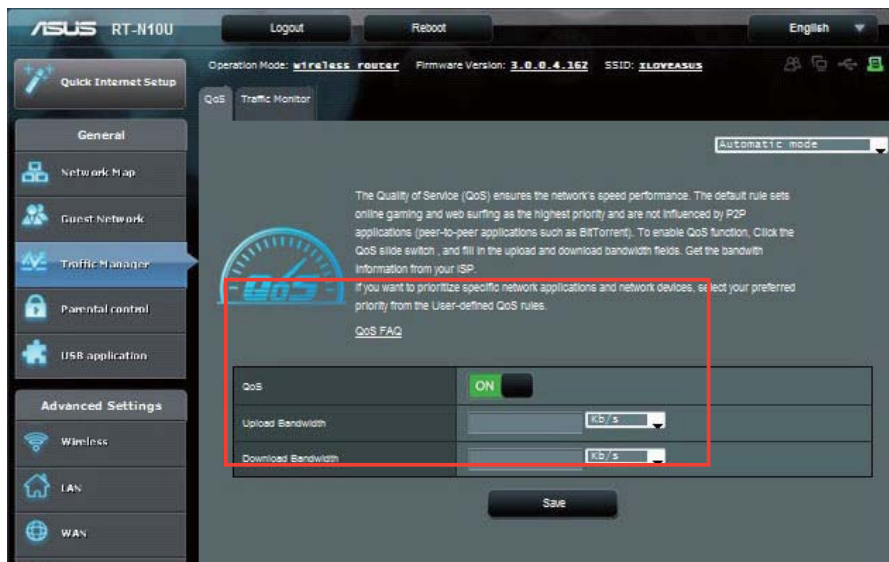 ASUS RT-N10U
Logout
Reboot
English
Quick Internet Setup
Operation Mode: wireless router Firmware Version: 3.0.0.4.162 SSID: ILOVEASUS
QoS
Traffic Monitor
General
Network Map
Guest Network
Traffic Manager
Parental control
USB application
Advanced Settings
Wireless
LAN
WAN
Automatic mode
The Quality of Service (QoS) ensures the network's speed performance. The default rule sets
online gaming and web surfing as the highest priority and are not influenced by P2P
applications (peer-to-peer applications such as BitTorrent). To enable QoS function, Click the
QoS slide switch , and fill in the upload and download bandwidth fields. Get the bandwith
information from your ISP.
If you want to prioritize specific network applications and network devices, select your preferred
priority from the User-defined QoS rules.
QoS FAQ
QoS
QoS
ON
Upload Bandwidth
Kb/s
Download Bandwidth
Kb/s
Save